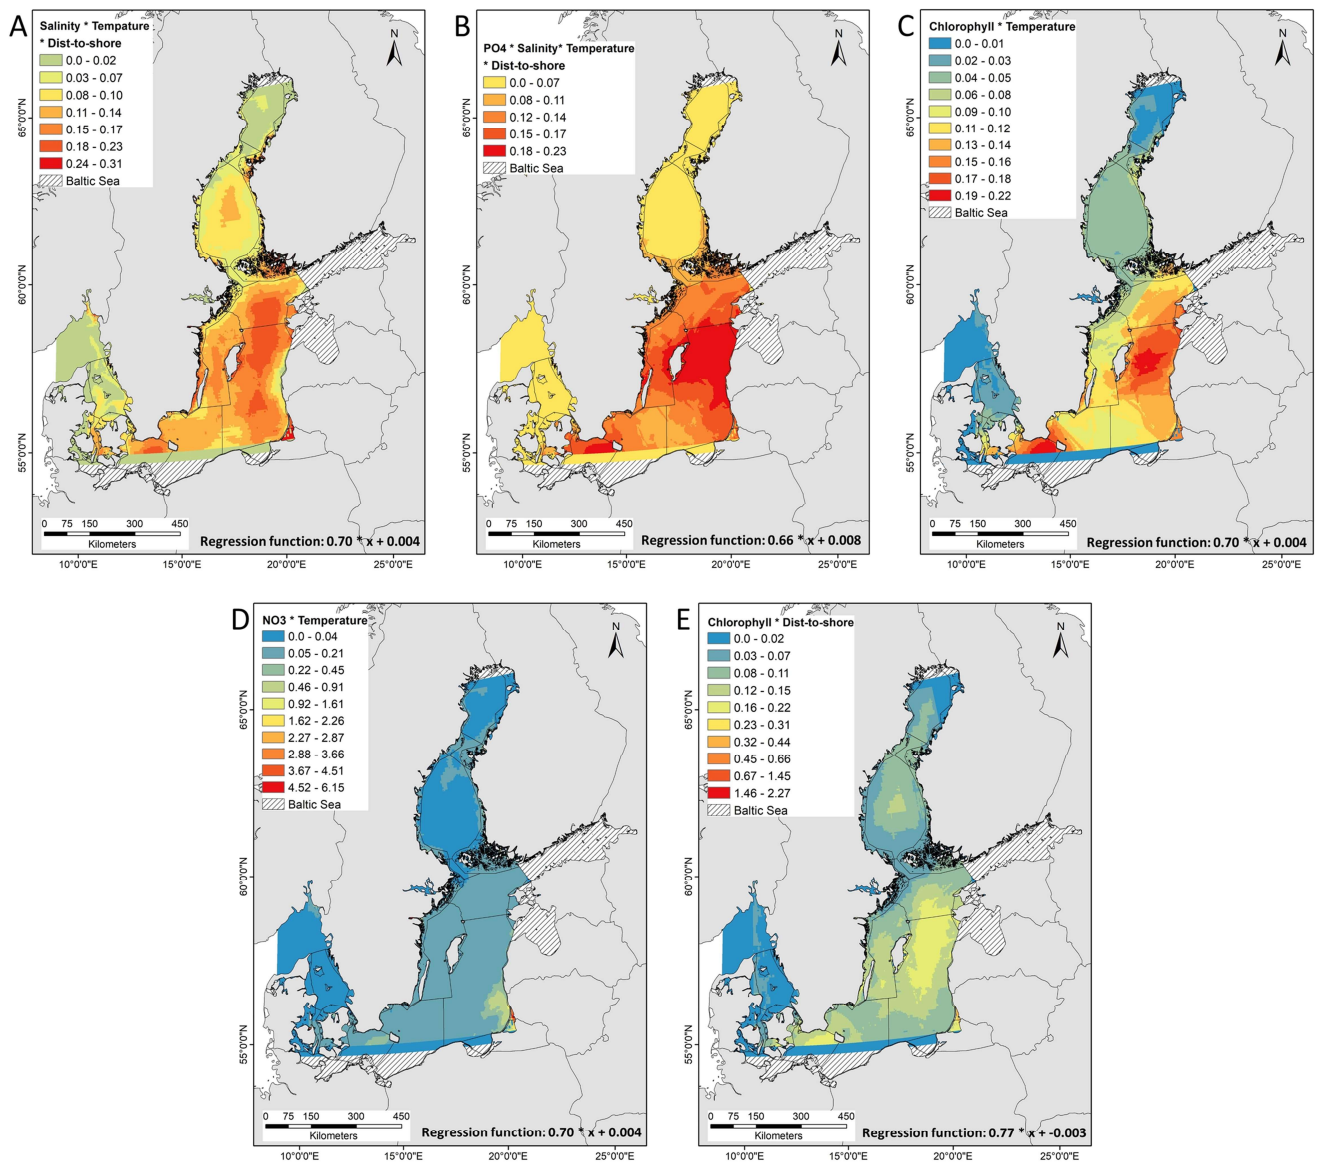 A
Salinity * Tempature
* Dist-to-shore
0.0 - 0.02
0.03 - 0.07
0.08 - 0.10
0.11 - 0.14
0.15 - 0.17
0.18 - 0.23
0.24 - 0.31
Baltic Sea
N
65°0'0"N
60°0'0"N
55°0'0"N
0 75 150 300 450
Kilometers
Regression function: 0.70 * x + 0.004
10°0'0"E 15°0'0"E 20°0'0"E 25°0'0"E
B
PO4 * Salinity* Temperature
* Dist-to-shore
0.0 - 0.07
0.08 - 0.11
0.12 - 0.14
0.15 - 0.17
0.18 - 0.23
Baltic Sea
N
65°0'0"N
60°0'0"N
55°0'0"N
0 75 150 300 450
Kilometers
Regression function: 0.66 * x + 0.008
10°0'0"E 15°0'0"E 20°0'0"E 25°0'0"E
C
Chlorophyll * Temperature
0.0 - 0.01
0.02 - 0.03
0.04 - 0.05
0.06 - 0.08
0.09 - 0.10
0.11 - 0.12
0.13 - 0.14
0.15 - 0.16
0.17 - 0.18
0.19 - 0.22
Baltic Sea
N
65°0'0"N
60°0'0"N
55°0'0"N
0 75 150 300 450
Kilometers
Regression function: 0.70 * x + 0.004
10°0'0"E 15°0'0"E 20°0'0"E 25°0'0"E
D
NO3 * Temperature
0.0 - 0.04
0.05 - 0.21
0.22 - 0.45
0.46 - 0.91
0.92 - 1.61
1.62 - 2.26
2.27 - 2.87
2.88 - 3.66
3.67 - 4.51
4.52 - 6.15
Baltic Sea
N
65°0'0"N
60°0'0"N
55°0'0"N
0 75 150 300 450
Kilometers
Regression function: 0.70 * x + 0.004
10°0'0"E 15°0'0"E 20°0'0"E 25°0'0"E
E
Chlorophyll * Dist-to-shore
0.0 - 0.02
0.03 - 0.07
0.08 - 0.11
0.12 - 0.15
0.16 - 0.22
0.23 - 0.31
0.32 - 0.44
0.45 - 0.66
0.67 - 1.45
1.46 - 2.27
Baltic Sea
N
65°0'0"N
60°0'0"N
55°0'0"N
0 75 150 300 450
Kilometers
Regression function: 0.77 * x + -0.003
10°0'0"E 15°0'0"E 20°0'0"E 25°0'0"E